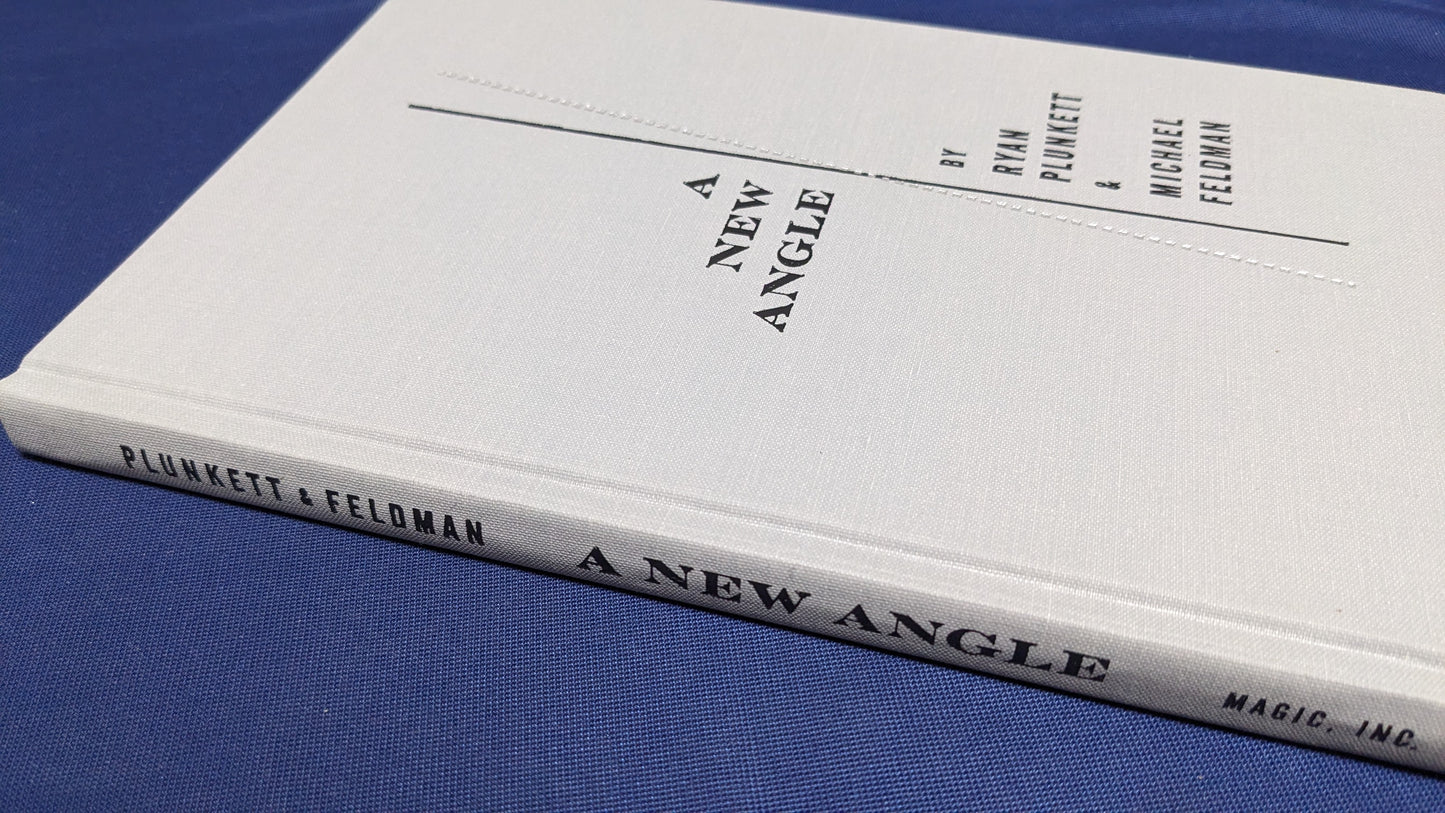 A
NEW
ANGLE
BY
RYAN
PLUNKETT
&
MICHAEL
FELDMAN
PLUNKETT & FELDMAN A NEW ANGLE MAGIC, INC.